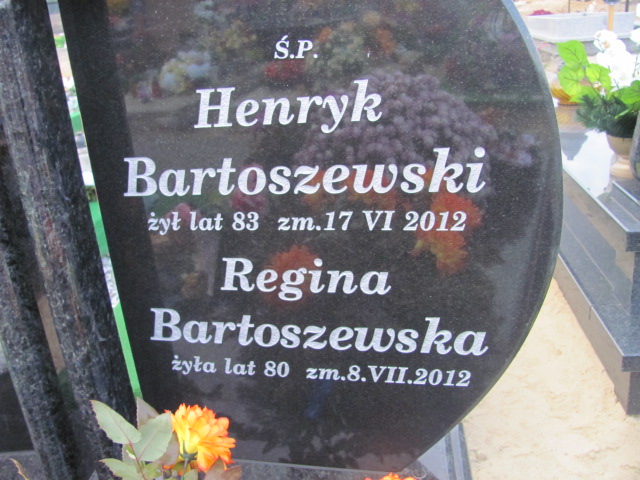 Ś.P.
Henryk
Bartoszewski
żył lat 83 zm.17 VI 2012
Regina
Bartoszewska
żyła lat 80 zm.8.VII.2012